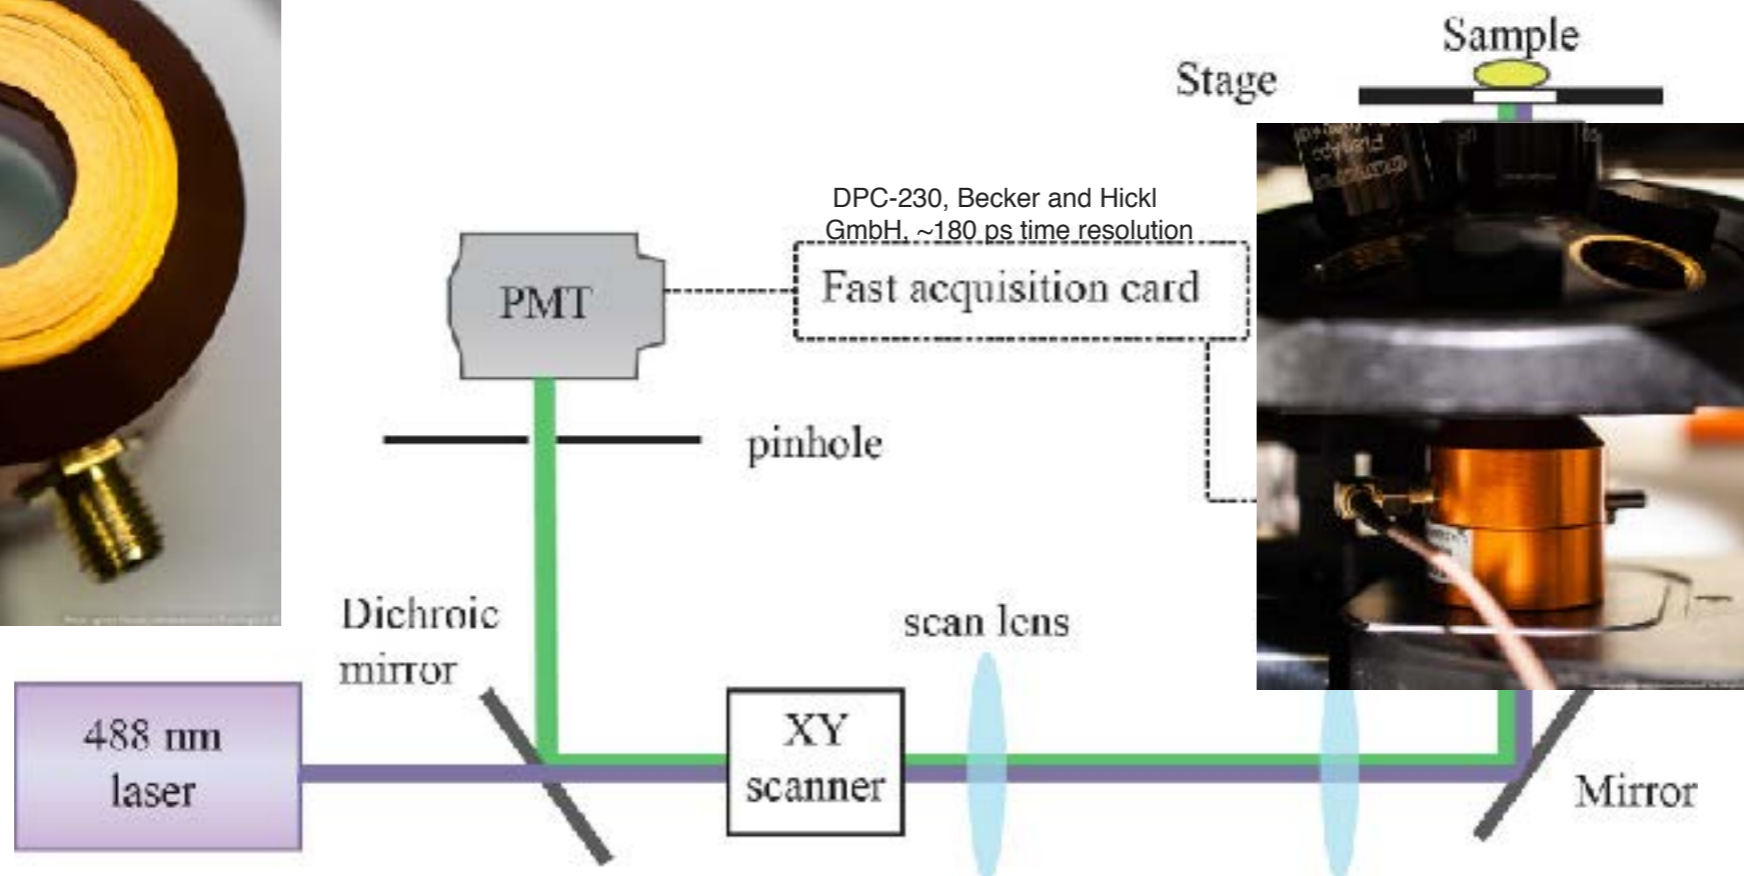 Sample
Stage
DPC-230, Becker and Hickl
GmbH, ~180 ps time resolution
PMT
Fast acquisition card
pinhole
Dichroic
mirror
scan lens
488 nm
laser
XY
scanner
Mirror